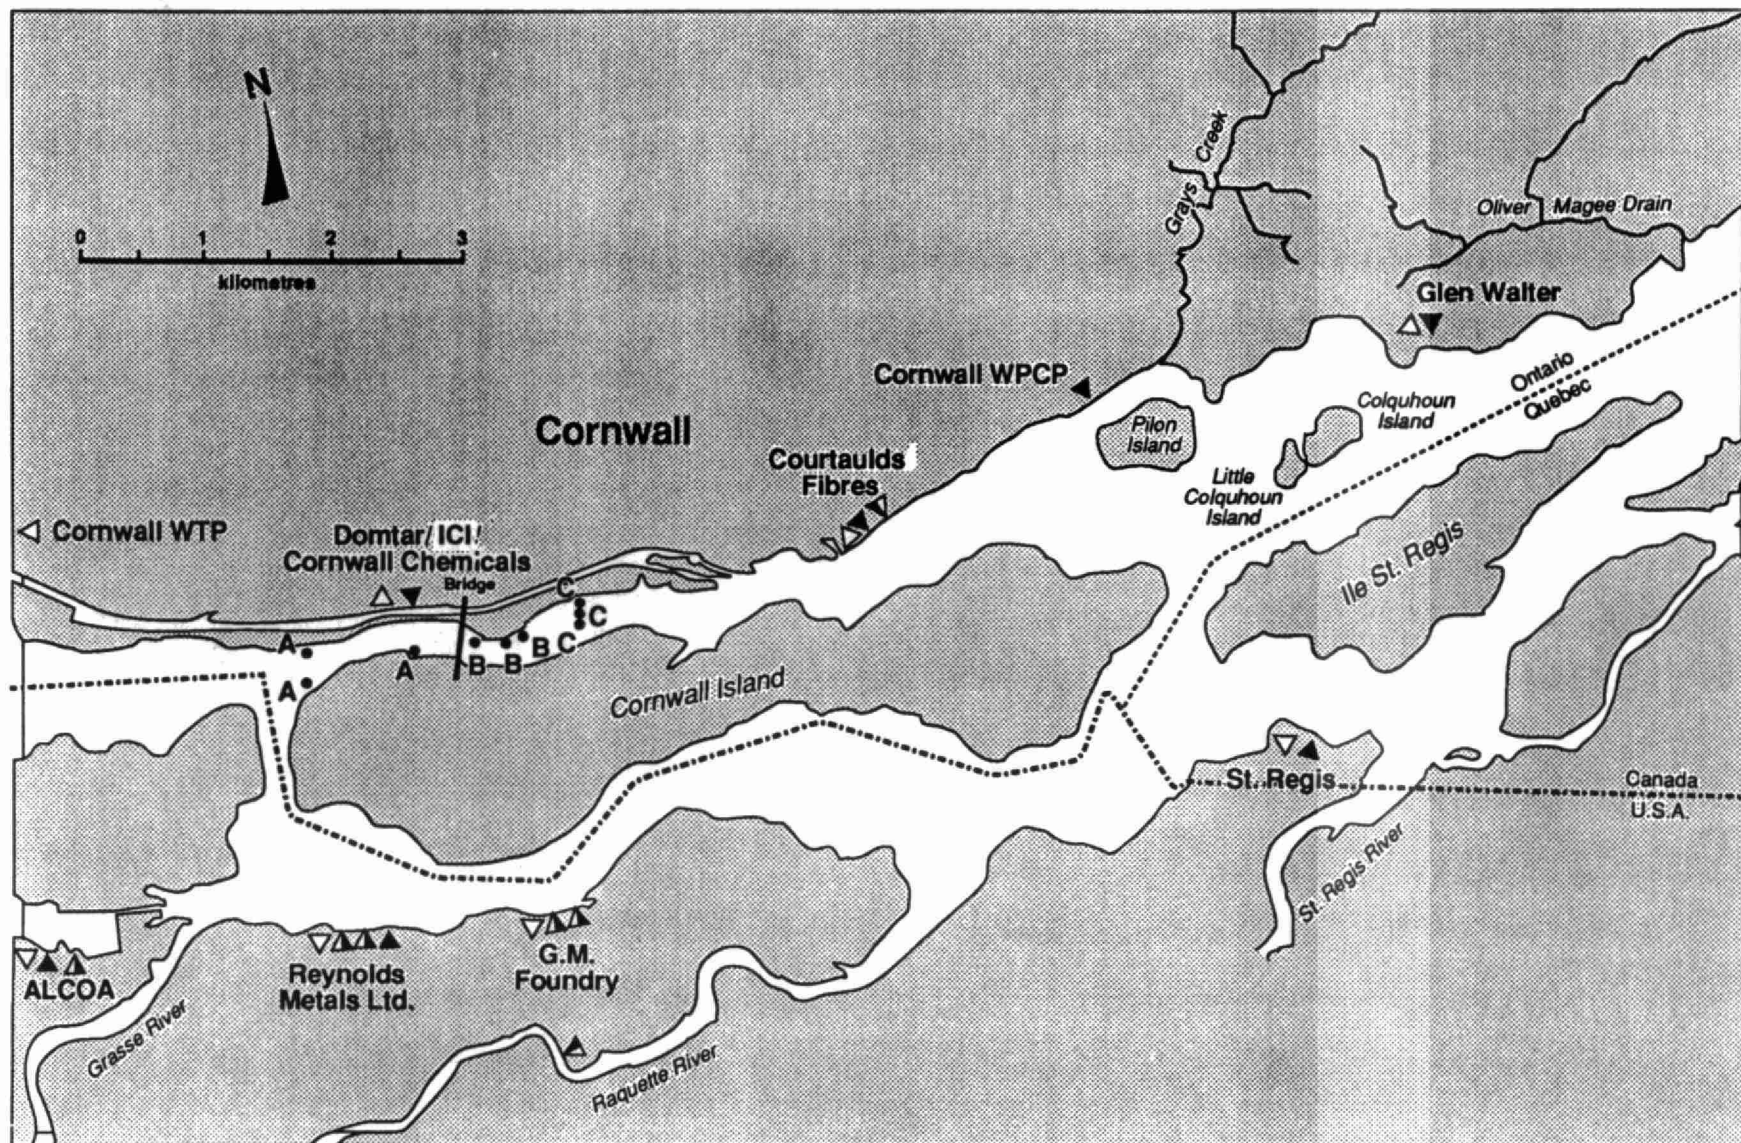 N
0 1 2 3
kilometres
Grays Creek
Oliver Magee Drain
Glen Walter
Cornwall WPCP
Ontario
Quebec
Colquhoun
Island
Pilon
Island
Cornwall
Courtaulds
Fibres
Little
Colquhoun
Island
Cornwall WTP
Domtar/ICI/
Cornwall Chemicals
Bridge
Ile St. Regis
C
C
C
A
A
A
B
B
B
Cornwall Island
St. Regis
Canada
U.S.A.
St. Regis River
ALCOA
Reynolds
Metals Ltd.
G.M.
Foundry
Grasse River
Raquette River